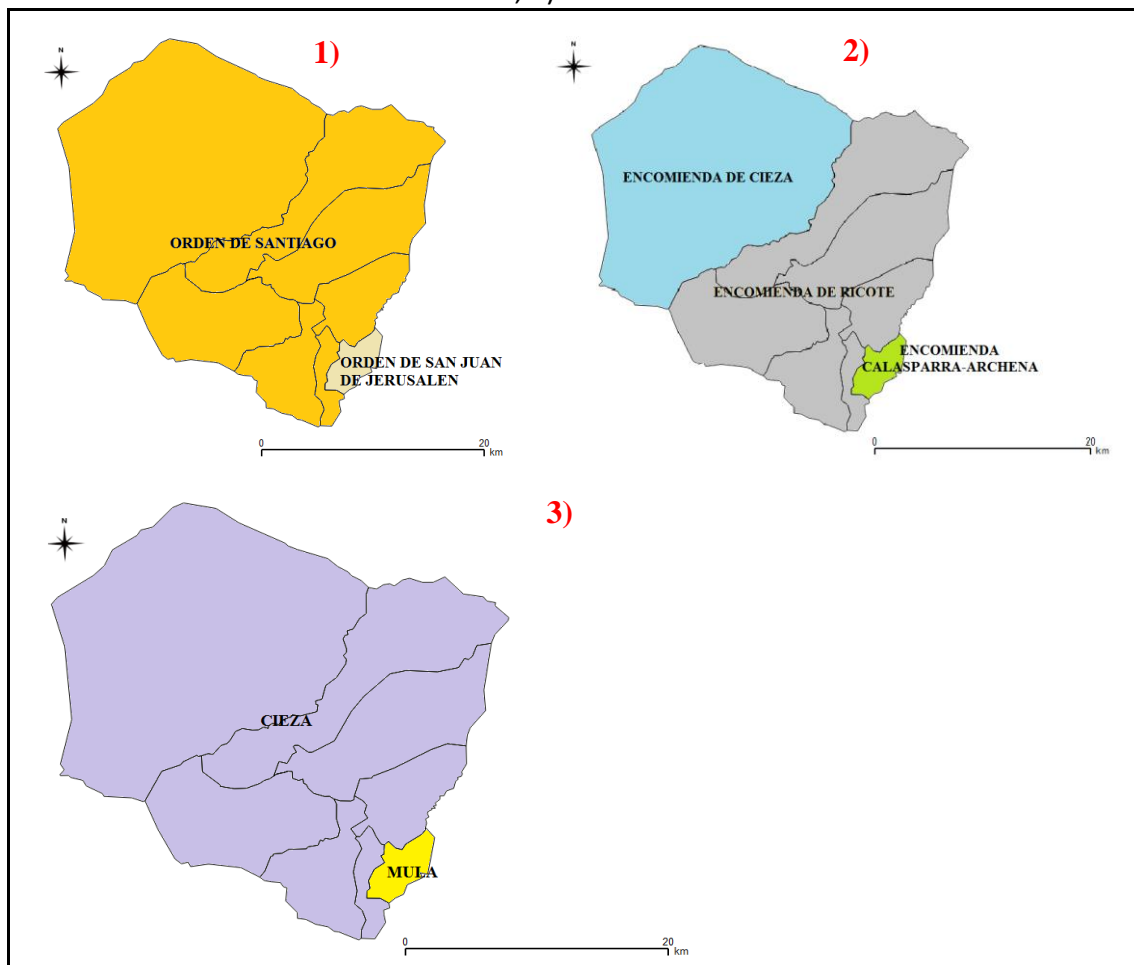 1)
N
ORDEN DE SANTIAGO
ORDEN DE SAN JUAN
DE JERUSALEN
0 20
km
2)
N
ENCOMIENDA DE CIEZA
ENCOMIENDA DE RICOTE
ENCOMIENDA
CALASPARRA-ARCHENA
0 20
km
3)
N
CIEZA
MULA
0 20
km